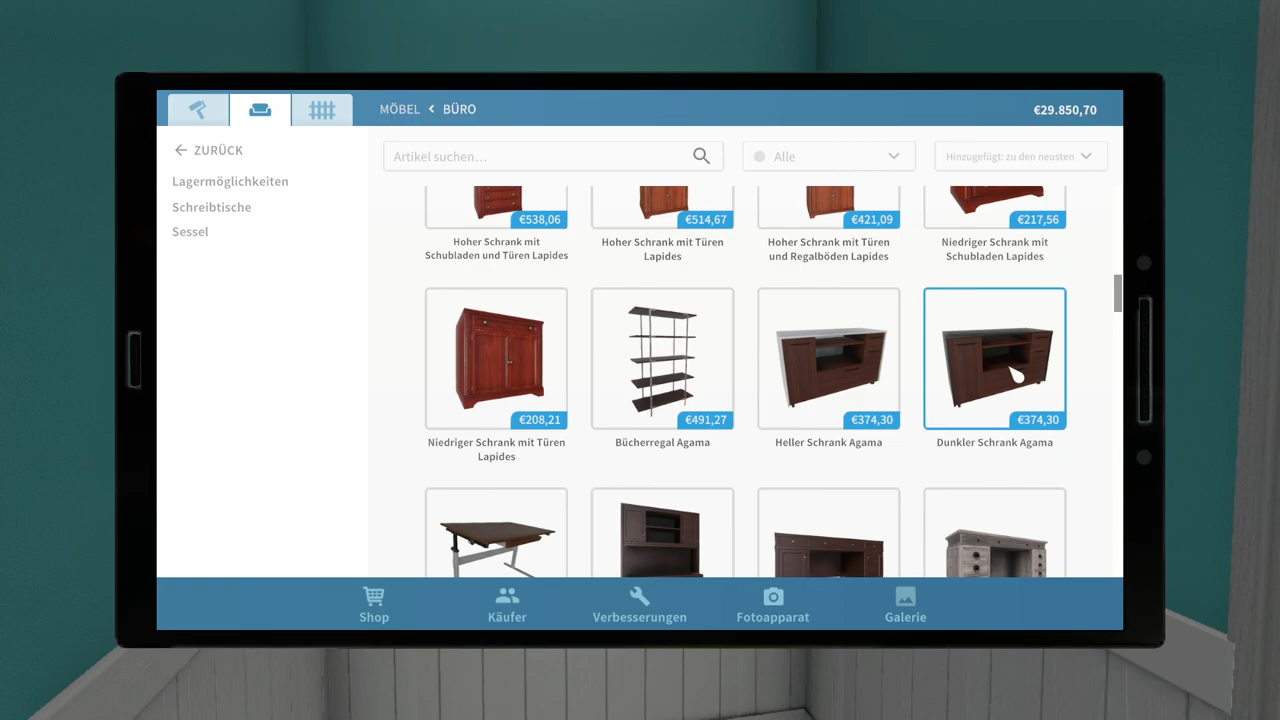 MÖBEL < BÜRO
€29.850,70
ZURÜCK
Artikel suchen...
Alle
Hinzugefügt: zu den neusten
Lagermöglichkeiten
Schreibtische
Sessel
€538,06
€514,67
€421,09
€217,56
Hoher Schrank mit
Schubladen und Türen Lapides
Hoher Schrank mit Türen
Lapides
Hoher Schrank mit Türen
und Regalböden Lapides
Niedriger Schrank mit
Schubladen Lapides
€208,21
€491,27
€374,30
€374,30
Niedriger Schrank mit Türen
Lapides
Bücherregal Agama
Heller Schrank Agama
Dunkler Schrank Agama
Shop
Käufer
Verbesserungen
Fotoapparat
Galerie